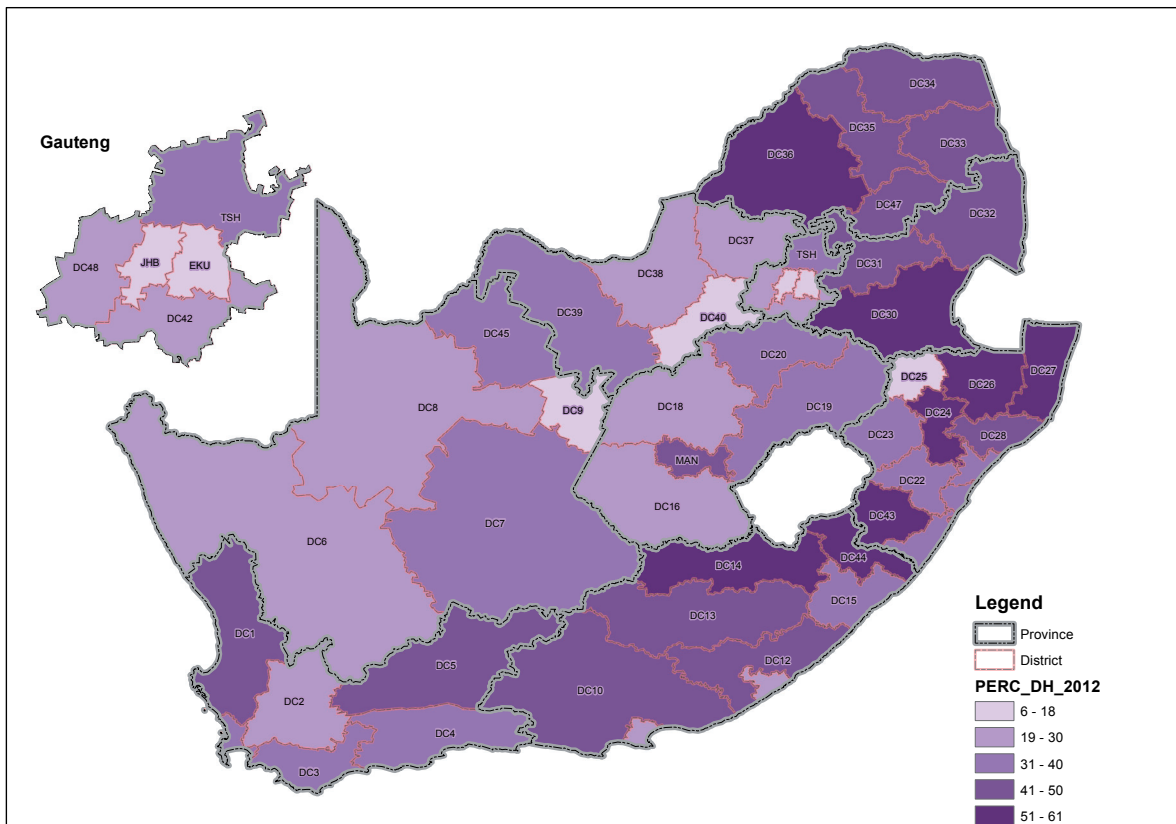 Gauteng
TSH
DC48
JHB
EKU
DC42
DC34
DC35
DC36
DC33
DC47
DC32
DC37
TSH
DC31
DC38
DC39
DC40
DC30
DC45
DC20
DC25
DC26
DC27
DC8
DC9
DC18
DC19
DC24
DC23
DC28
MAN
DC22
DC16
DC43
DC7
DC6
DC44
DC14
DC15
DC1
DC13
DC5
DC12
DC10
DC2
DC4
DC3
Legend
Province
District
PERC_DH_2012
6 - 18
19 - 30
31 - 40
41 - 50
51 - 61